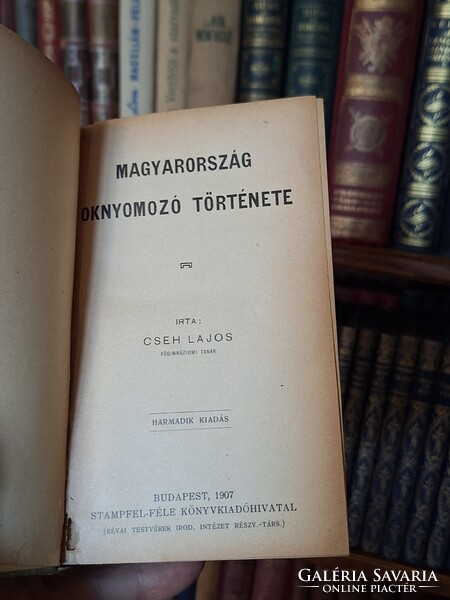 MAGYARORSZÁG
OKNYOMOZÓ TÖRTÉNETE
IRTA:
CSEH LAJOS
FŐGIMNÁZIUMI TANÁR
HARMADIK KIADÁS
BUDAPEST, 1907
STAMPFEL-FÉLE KÖNYVKIADÓHIVATAL
(RÉVAI TESTVÉREK IROD. INTÉZET RÉSZV.-TÁRS.)
GALÉRIA SAVARIA
ONLINE PIACTÉR